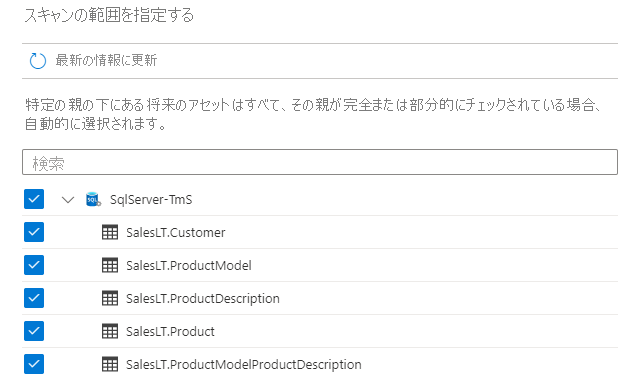 スキャンの範囲を指定する
最新の情報に更新
特定の親の下にある将来のアセットはすべて、その親が完全または部分的にチェックされている場合、
自動的に選択されます。
検索
SqlServer-TmS
SalesLT.Customer
SalesLT.ProductModel
SalesLT.ProductDescription
SalesLT.Product
SalesLT.ProductModelProductDescription